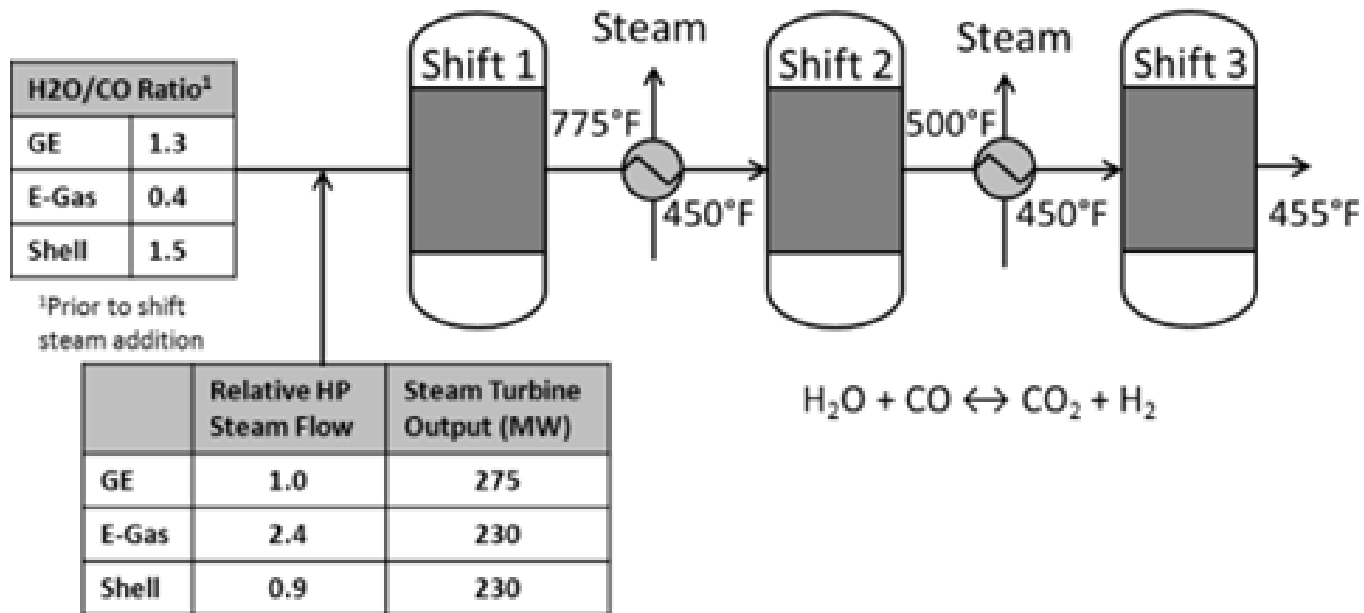 Steam
Steam
Shift 1
Shift 2
Shift 3
H2O/CO Ratio¹
GE 1.3
E-Gas 0.4
Shell 1.5
775°F
450°F
500°F
450°F
455°F
¹Prior to shift
steam addition
Relative HP Steam Turbine
Steam Flow Output (MW)
GE 1.0 275
E-Gas 2.4 230
Shell 0.9 230
H₂O + CO ↔ CO₂ + H₂